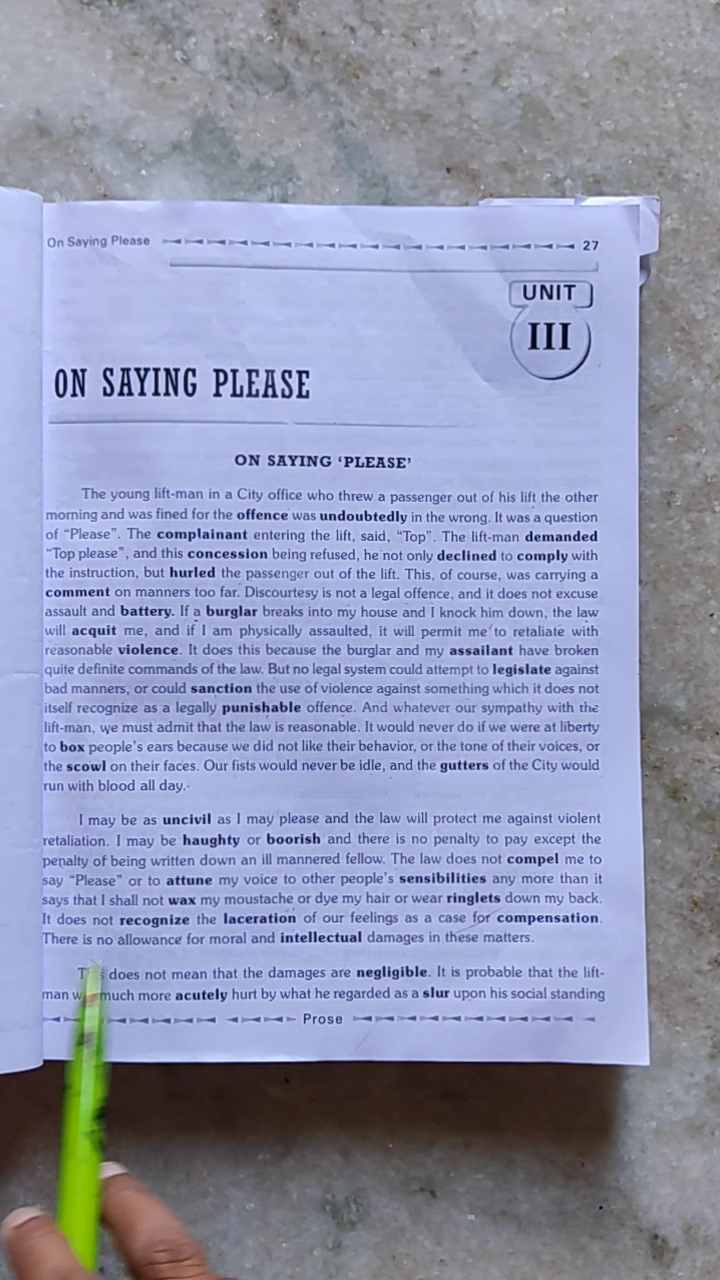 On Saying Please 27
UNIT
III
ON SAYING PLEASE
ON SAYING ‘PLEASE’
The young lift-man in a City office who threw a passenger out of his lift the other
morning and was fined for the offence was undoubtedly in the wrong. It was a question
of “Please”. The complainant entering the lift, said, “Top”. The lift-man demanded
“Top please”, and this concession being refused, he not only declined to comply with
the instruction, but hurled the passenger out of the lift. This, of course, was carrying a
comment on manners too far. Discourtesy is not a legal offence, and it does not excuse
assault and battery. If a burglar breaks into my house and I knock him down, the law
will acquit me, and if I am physically assaulted, it will permit me to retaliate with
reasonable violence. It does this because the burglar and my assailant have broken
quite definite commands of the law. But no legal system could attempt to legislate against
bad manners, or could sanction the use of violence against something which it does not
itself recognize as a legally punishable offence. And whatever our sympathy with the
lift-man, we must admit that the law is reasonable. It would never do if we were at liberty
to box people’s ears because we did not like their behavior, or the tone of their voices, or
the scowl on their faces. Our fists would never be idle, and the gutters of the City would
run with blood all day.
I may be as uncivil as I may please and the law will protect me against violent
retaliation. I may be haughty or boorish and there is no penalty to pay except the
penalty of being written down an ill mannered fellow. The law does not compel me to
say “Please” or to attune my voice to other people’s sensibilities any more than it
says that I shall not wax my moustache or dye my hair or wear ringlets down my back.
It does not recognize the laceration of our feelings as a case for compensation.
There is no allowance for moral and intellectual damages in these matters.
does not mean that the damages are negligible. It is probable that the lift-
man much more acutely hurt by what he regarded as a slur upon his social standing
Prose